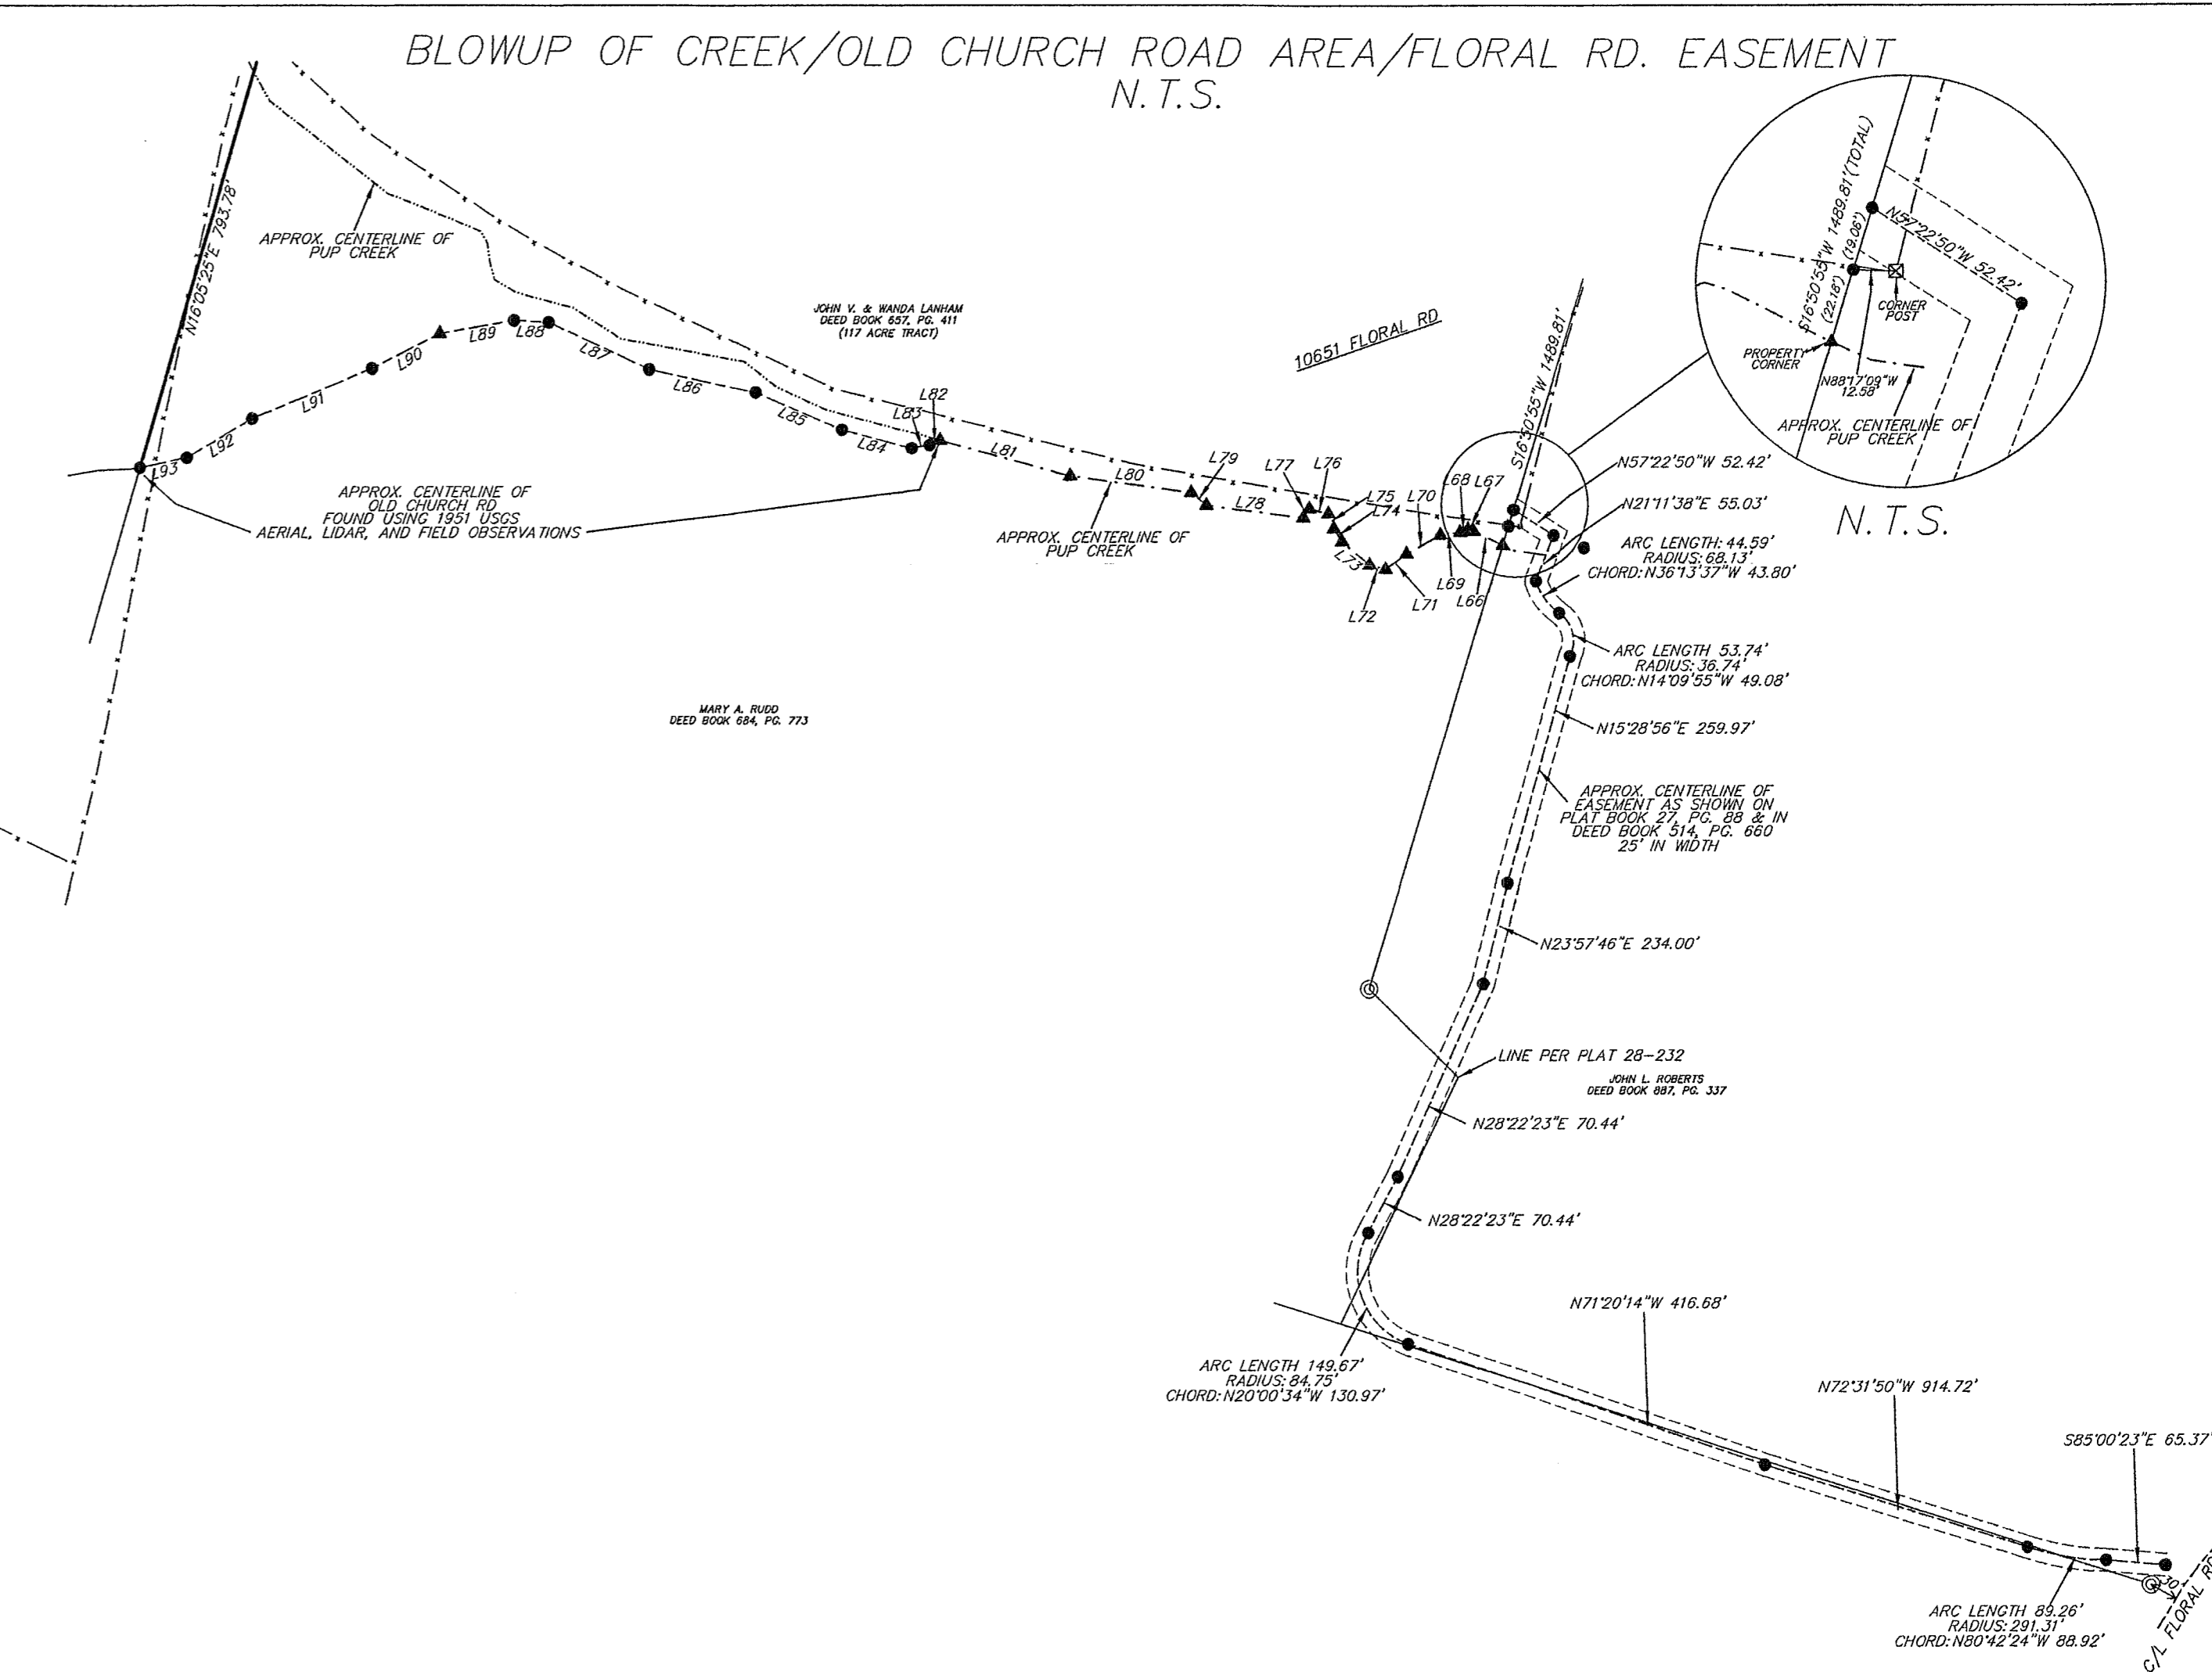 BLOWUP OF CREEK/OLD CHURCH ROAD AREA/FLORAL RD. EASEMENT
N.T.S.
N16°05'25"E 793.78'
APPROX. CENTERLINE OF
PUP CREEK
JOHN V. & WANDA LANHAM
DEED BOOK 657, PG. 411
(117 ACRE TRACT)
10651 FLORAL RD
S16°50'55"W 1489.81'
S16°50'55"W 1489.81'(TOTAL)
(19.06')
(22.18')
N57°22'50"W 52.42'
CORNER
POST
PROPERTY
CORNER
N88°17'09"W
12.58'
APPROX. CENTERLINE OF
PUP CREEK
N.T.S.
L93
L92
L91
L90
L89
L88
L87
L86
L85
L84
L83
L82
L81
L80
L79
L78
L77
L76
L75
L74
L73
L72
L71
L70
L69
L68
L67
L66
APPROX. CENTERLINE OF
OLD CHURCH RD
FOUND USING 1951 USGS
AERIAL, LIDAR, AND FIELD OBSERVATIONS
APPROX. CENTERLINE OF
PUP CREEK
N57°22'50"W 52.42'
N21°11'38"E 55.03'
ARC LENGTH: 44.59'
RADIUS: 68.13'
CHORD: N36°13'37"W 43.80'
ARC LENGTH 53.74'
RADIUS: 36.74'
CHORD: N14°09'55"W 49.08'
MARY A. RUDD
DEED BOOK 684, PG. 773
N15°28'56"E 259.97'
APPROX. CENTERLINE OF
EASEMENT AS SHOWN ON
PLAT BOOK 27, PG. 88 & IN
DEED BOOK 514, PG. 660
25' IN WIDTH
N23°57'46"E 234.00'
LINE PER PLAT 28-232
JOHN L. ROBERTS
DEED BOOK 887, PG. 337
N28°22'23"E 70.44'
N28°22'23"E 70.44'
N71°20'14"W 416.68'
ARC LENGTH 149.67'
RADIUS: 84.75'
CHORD: N20°00'34"W 130.97'
N72°31'50"W 914.72'
S85°00'23"E 65.37'
ARC LENGTH 89.26'
RADIUS: 291.31'
CHORD: N80°42'24"W 88.92'
30'
C/L FLORAL RD